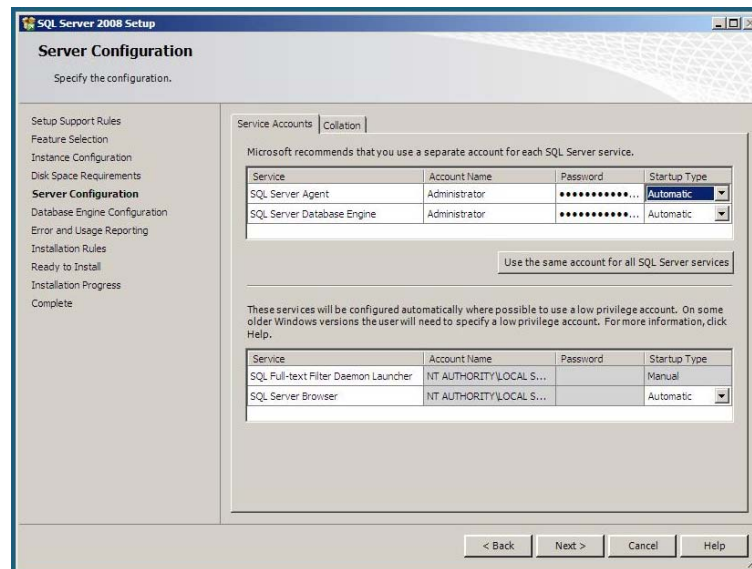 SQL Server 2008 Setup
Server Configuration
Specify the configuration.
Setup Support Rules
Feature Selection
Instance Configuration
Disk Space Requirements
Server Configuration
Database Engine Configuration
Error and Usage Reporting
Installation Rules
Ready to Install
Installation Progress
Complete
Service Accounts Collation
Microsoft recommends that you use a separate account for each SQL Server service.
Service Account Name Password Startup Type
SQL Server Agent Administrator ●●●●●●●●●●●... Automatic
SQL Server Database Engine Administrator ●●●●●●●●●●●... Automatic
Use the same account for all SQL Server services
These services will be configured automatically where possible to use a low privilege account. On some
older Windows versions the user will need to specify a low privilege account. For more information, click
Help.
Service Account Name Password Startup Type
SQL Full-text Filter Daemon Launcher NT AUTHORITY\LOCAL S... Manual
SQL Server Browser NT AUTHORITY\LOCAL S... Automatic
< Back Next > Cancel Help